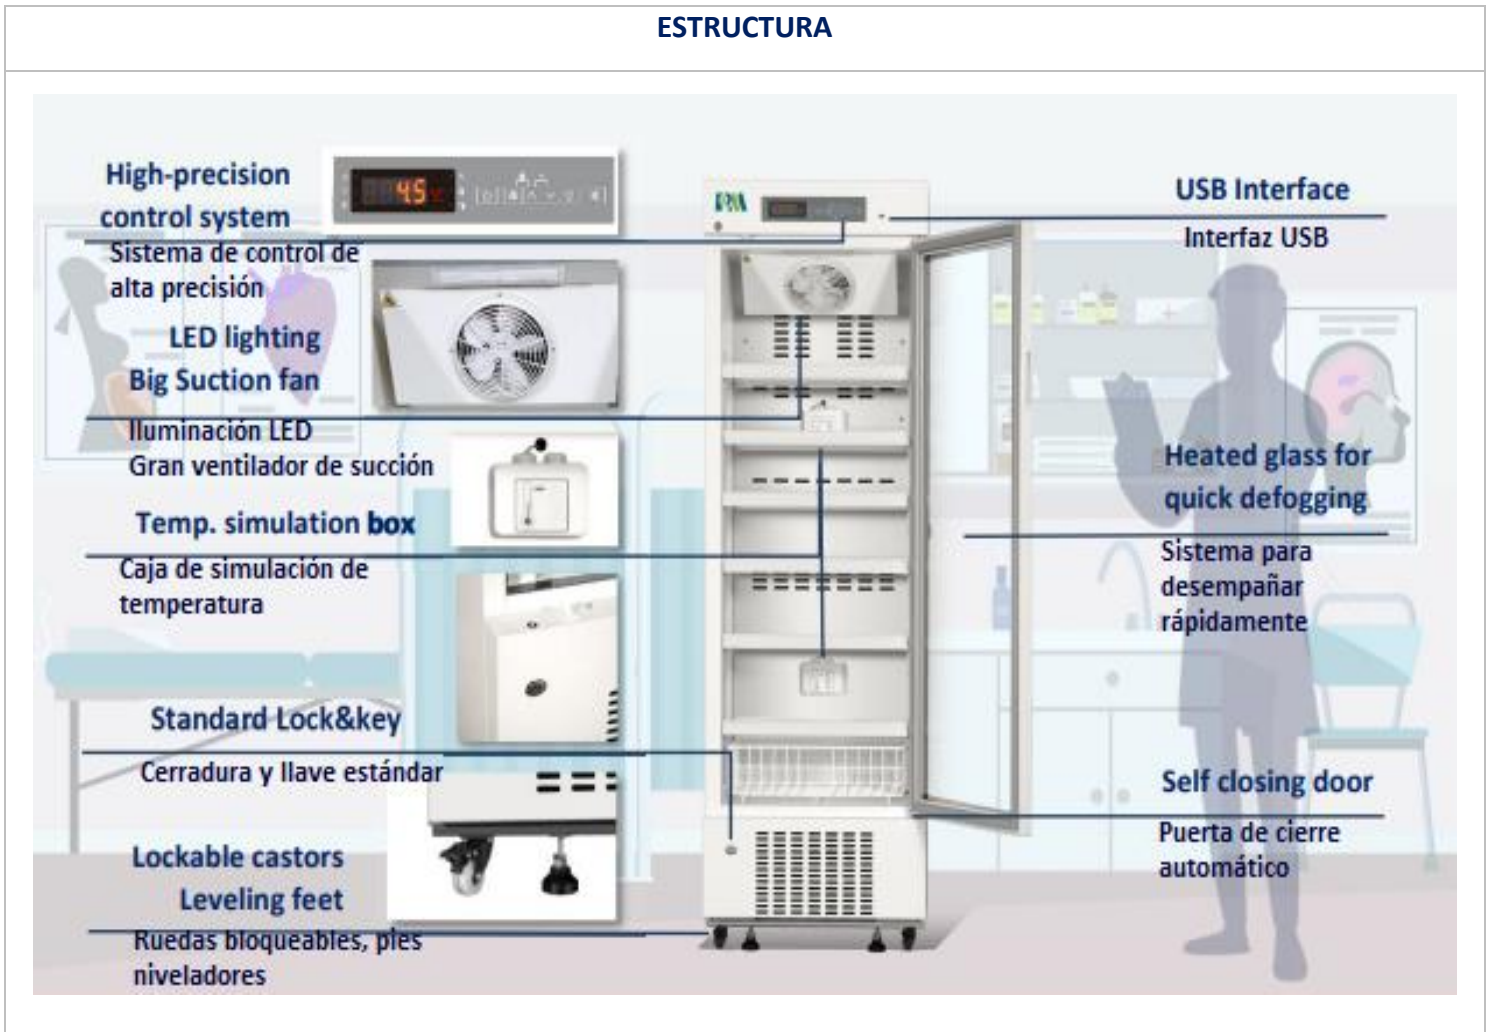 ESTRUCTURA
High-precision
control system
Sistema de control de
alta precisión
4.5
LED lighting
Big Suction fan
Iluminación LED
Gran ventilador de succión
Temp. simulation box
Caja de simulación de
temperatura
Standard Lock&key
Cerradura y llave estándar
Lockable castors
Leveling feet
Ruedas bloqueables, pies
niveladores
USB Interface
Interfaz USB
Heated glass for
quick defogging
Sistema para
desempañar
rápidamente
Self closing door
Puerta de cierre
automático